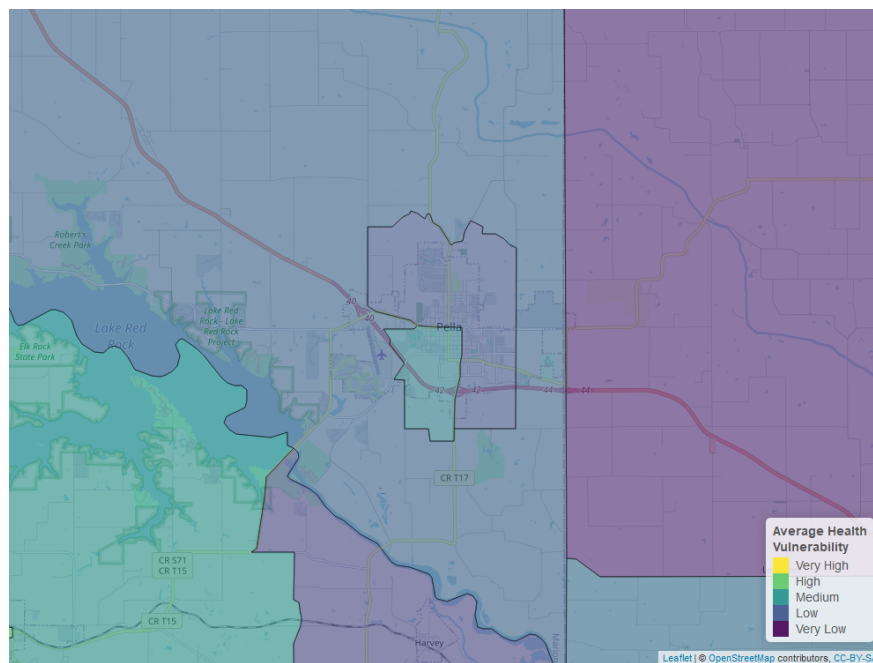 Robert's
Creek Park
Lake Red
Rock
Lake Red
Rock - Lake
Red Rock
Project
Elk Rock
State Park
40
40
Pella
42
42
44
44
CR T17
CR S71
CR T15
CR T15
Harvey
Average Health
Vulnerability
Very High
High
Medium
Low
Very Low
Leaflet | © OpenStreetMap contributors, CC-BY-S